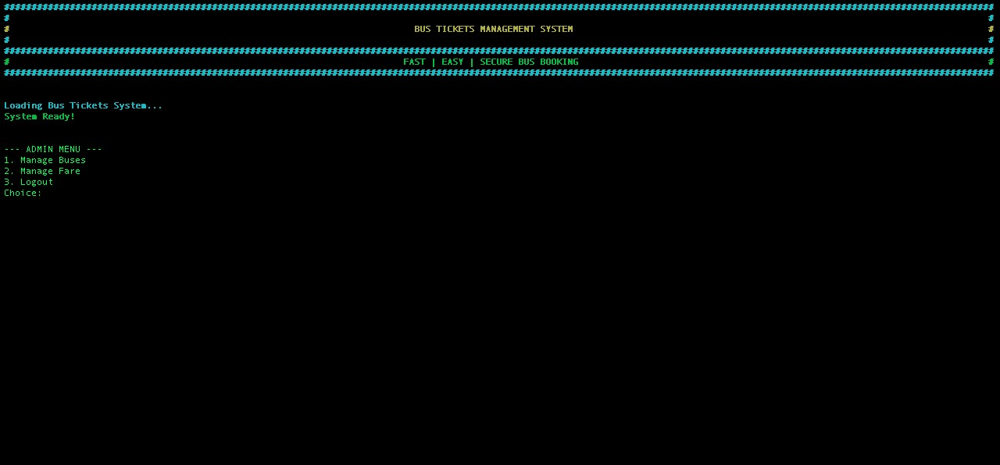 ####################################################################################################################################################################################
# #
# BUS TICKETS MANAGEMENT SYSTEM #
# #
####################################################################################################################################################################################
# FAST | EASY | SECURE BUS BOOKING #
####################################################################################################################################################################################
Loading Bus Tickets System...
System Ready!
--- ADMIN MENU ---
1. Manage Buses
2. Manage Fare
3. Logout
Choice: